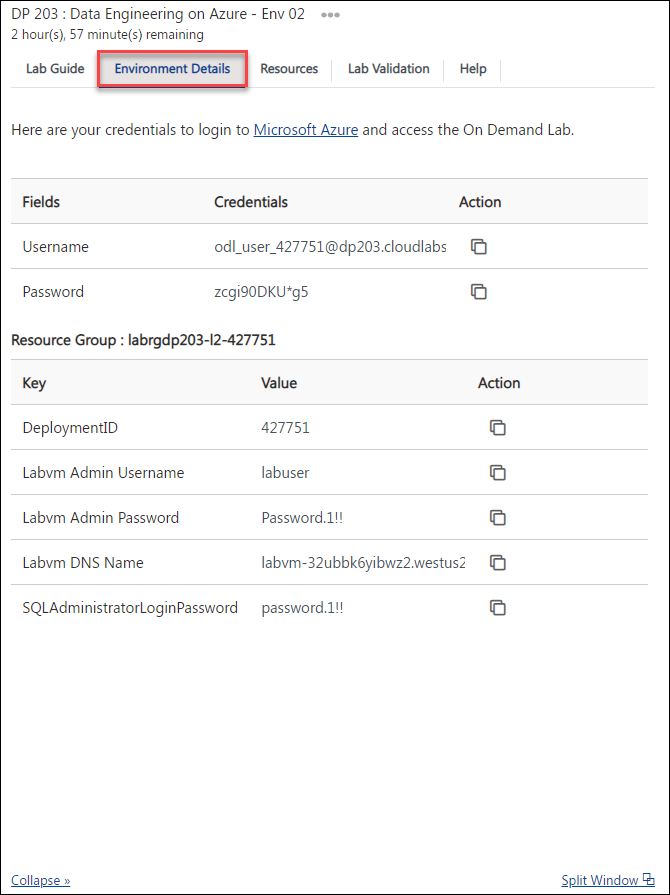 DP 203 : Data Engineering on Azure - Env 02
2 hour(s), 57 minute(s) remaining
Lab Guide Environment Details Resources Lab Validation Help
Here are your credentials to login to Microsoft Azure and access the On Demand Lab.
Fields Credentials Action
Username odl_user_427751@dp203.cloudlabs
Password zcgi90DKU*g5
Resource Group : labrgdp203-l2-427751
Key Value Action
DeploymentID 427751
Labvm Admin Username labuser
Labvm Admin Password Password.1!!
Labvm DNS Name labvm-32ubbk6yibwz2.westus2
SQLAdministratorLoginPassword password.1!!
Collapse » Split Window